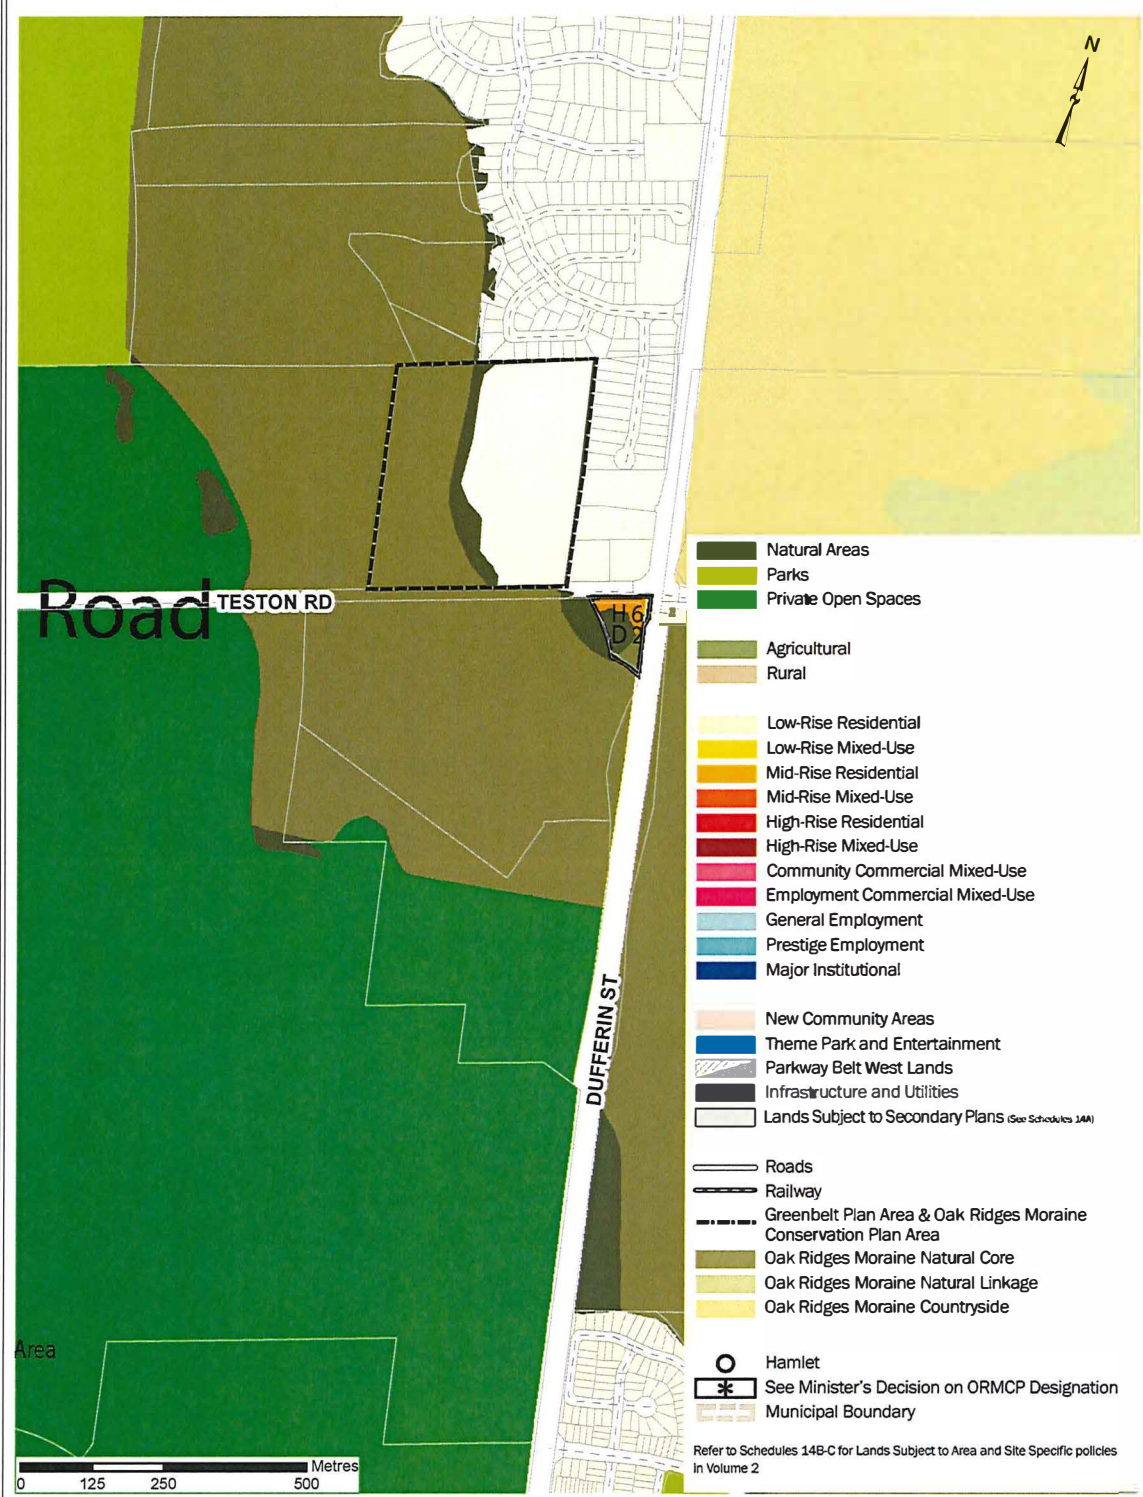 N
Road
TESTON RD
H 6
D 2
Natural Areas
Parks
Private Open Spaces
Agricultural
Rural
Low-Rise Residential
Low-Rise Mixed-Use
Mid-Rise Residential
Mid-Rise Mixed-Use
High-Rise Residential
High-Rise Mixed-Use
Community Commercial Mixed-Use
Employment Commercial Mixed-Use
General Employment
Prestige Employment
Major Institutional
DUFFERIN ST.
New Community Areas
Theme Park and Entertainment
Parkway Belt West Lands
Infrastructure and Utilities
Lands Subject to Secondary Plans (See Schedules 14A)
Roads
Railway
Greenbelt Plan Area & Oak Ridges Moraine
Conservation Plan Area
Oak Ridges Moraine Natural Core
Oak Ridges Moraine Natural Linkage
Oak Ridges Moraine Countryside
Area
Hamlet
See Minister's Decision on ORMCP Designation
Municipal Boundary
Refer to Schedules 14B-C for Lands Subject to Area and Site Specific policies
in Volume 2
Metres
0 125 250 500